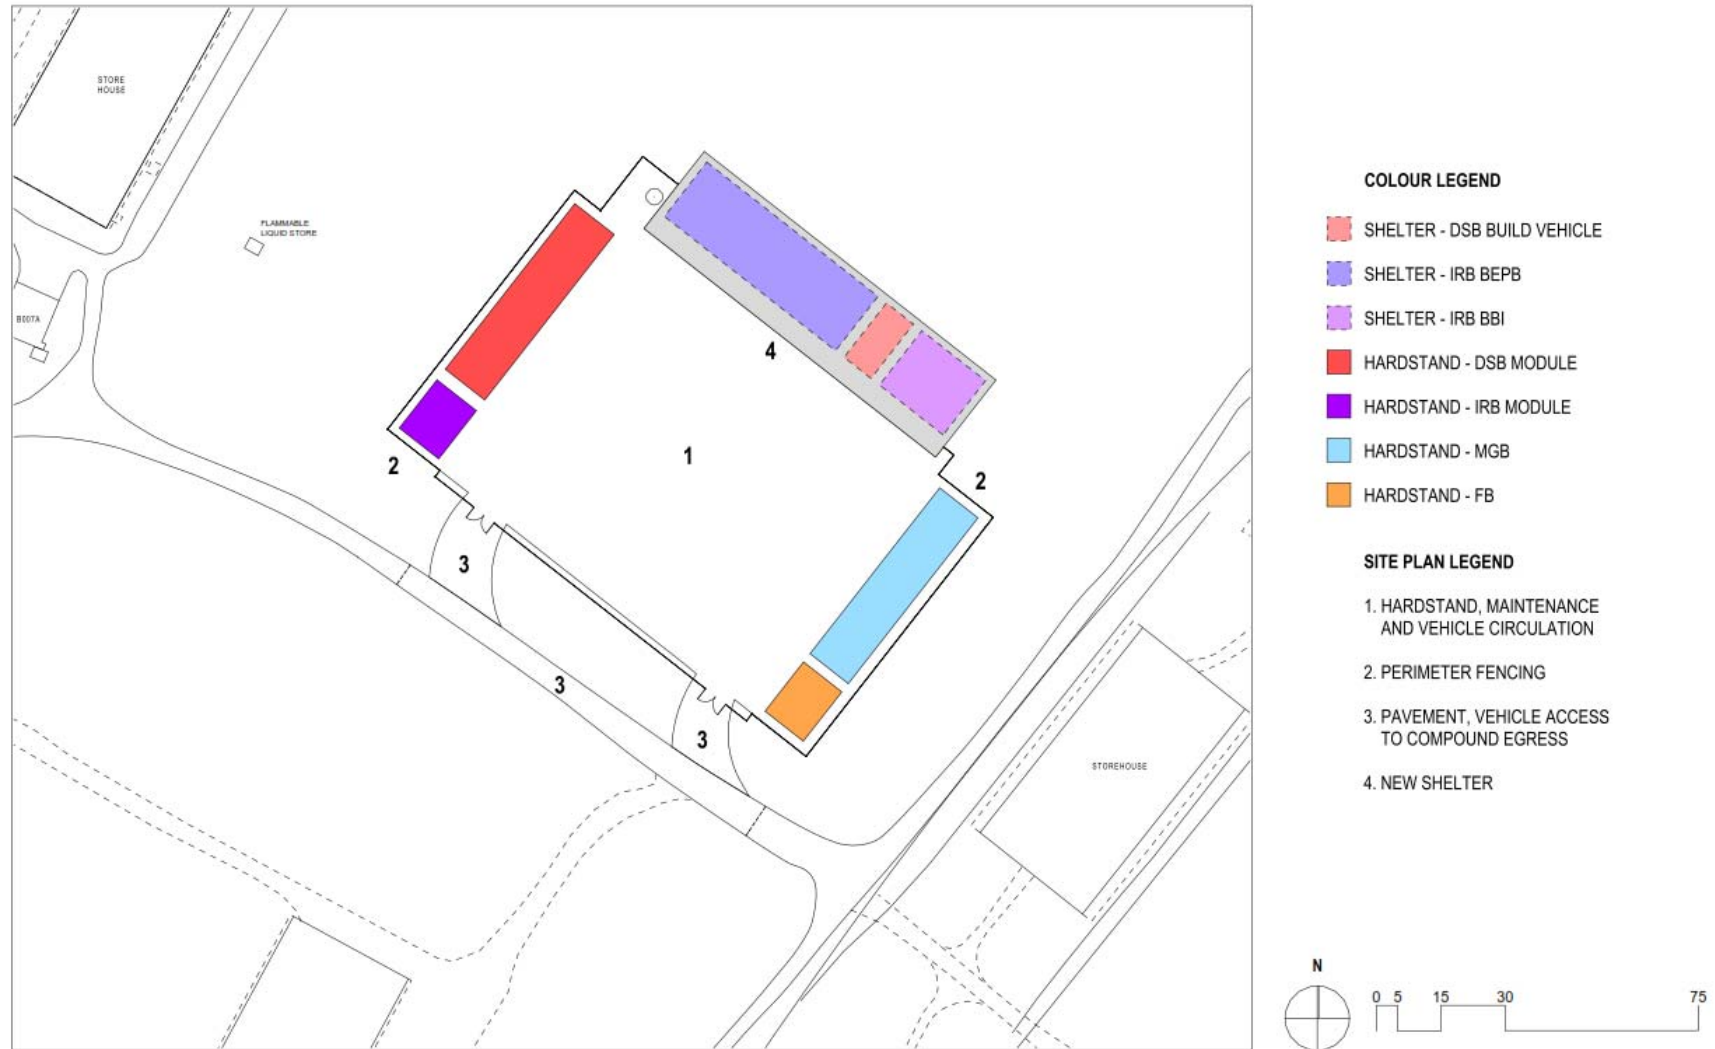 STORE
HOUSE
FLAMMABLE
LIQUID STORE
B007A
4
1
2
2
3
3
3
STOREHOUSE
COLOUR LEGEND
SHELTER - DSB BUILD VEHICLE
SHELTER - IRB BEPB
SHELTER - IRB BBI
HARDSTAND - DSB MODULE
HARDSTAND - IRB MODULE
HARDSTAND - MGB
HARDSTAND - FB
SITE PLAN LEGEND
1. HARDSTAND, MAINTENANCE
AND VEHICLE CIRCULATION
2. PERIMETER FENCING
3. PAVEMENT, VEHICLE ACCESS
TO COMPOUND EGRESS
4. NEW SHELTER
N
0 5 15 30 75